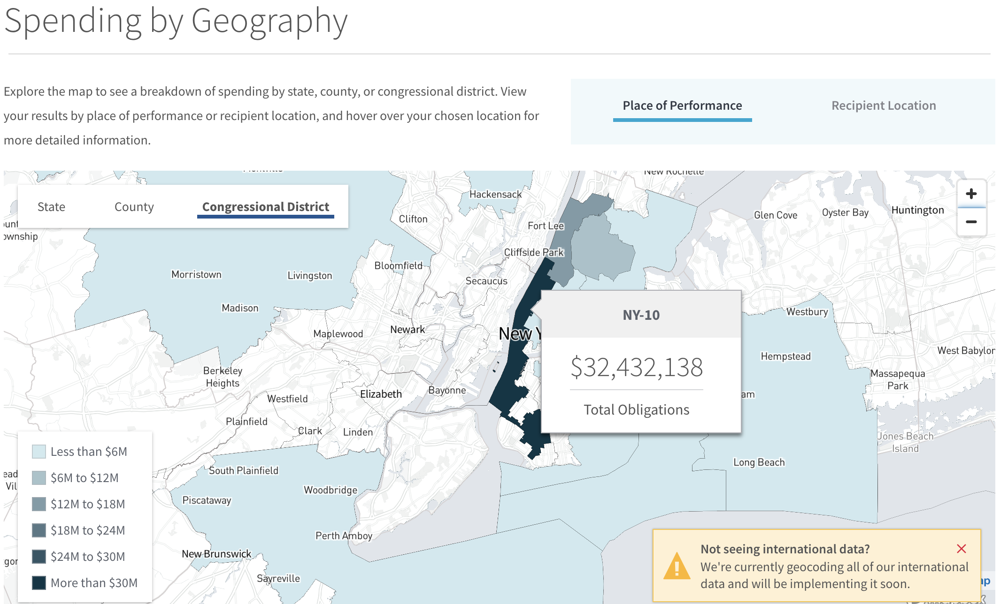 Spending by Geography
Explore the map to see a breakdown of spending by state, county, or congressional district. View
your results by place of performance or recipient location, and hover over your chosen location for
more detailed information.
Place of Performance
Recipient Location
State
County
Congressional District
New Rochelle
Hackensack
Clifton
Fort Lee
Glen Cove
Oyster Bay
Huntington
+
−
ownship
Cliffside Park
Bloomfield
Morristown
Livingston
Secaucus
Madison
Westbury
NY-10
$32,432,138
Total Obligations
Newark
Maplewood
New Y
Hempstead
West Babylon
Berkeley
Heights
Massapequa
Park
Elizabeth
Bayonne
am
Westfield
Plainfield
Clark
Linden
Jones Beach
Island
Long Beach
South Plainfield
Woodbridge
Piscataway
Perth Amboy
New Brunswick
Sayreville
Less than $6M
$6M to $12M
$12M to $18M
$18M to $24M
$24M to $30M
More than $30M
Not seeing international data?
We're currently geocoding all of our international
data and will be implementing it soon.
ap